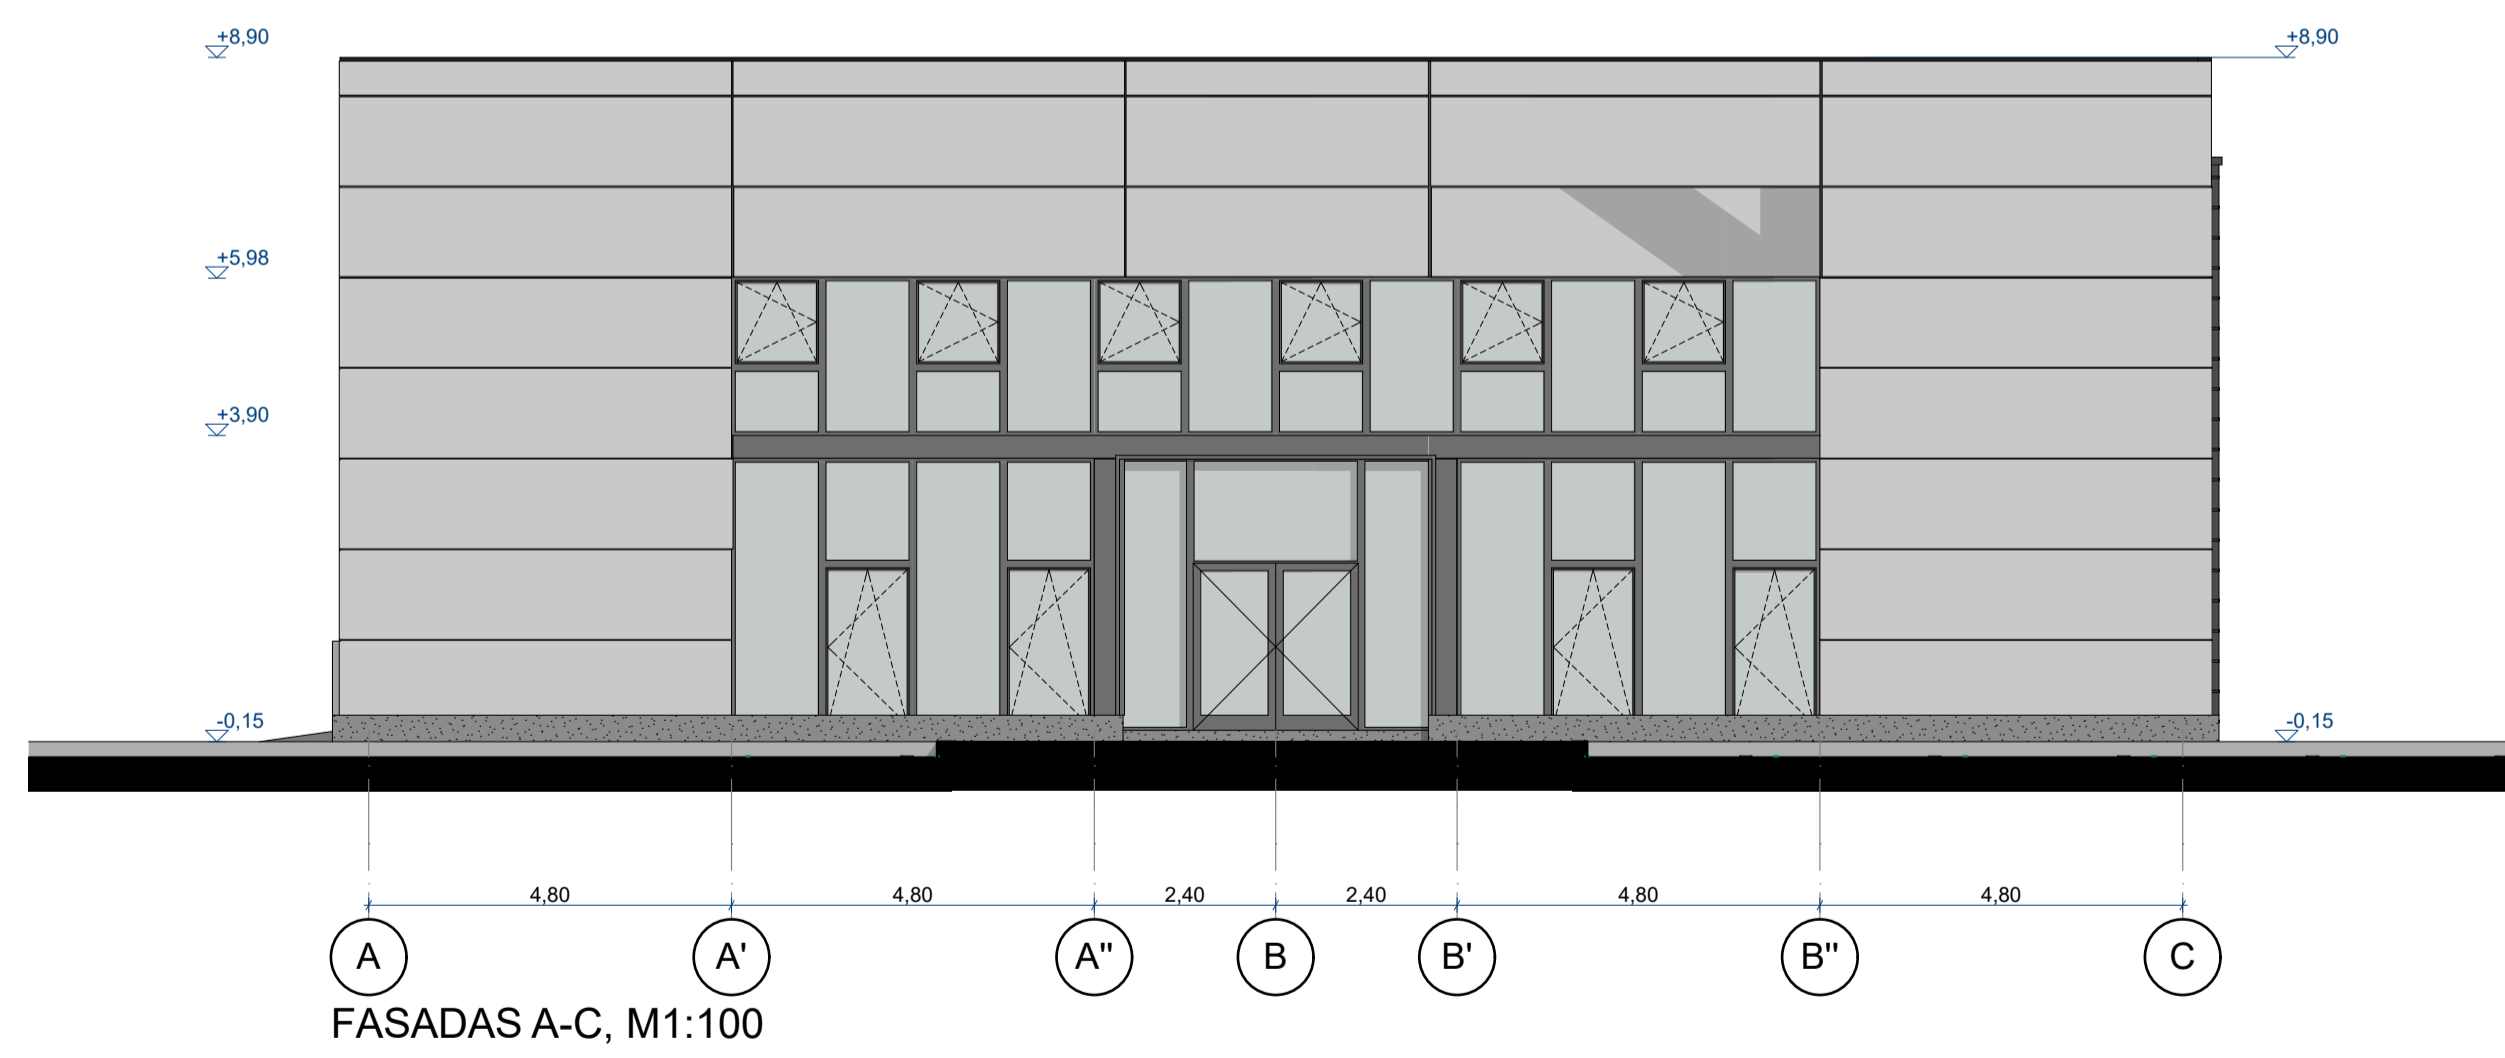 +8,90
+8,90
+5,98
+3,90
-0,15
-0,15
4,80
4,80
2,40
2,40
4,80
4,80
A
A'
A''
B
B'
B''
C
FASADAS A-C, M1:100